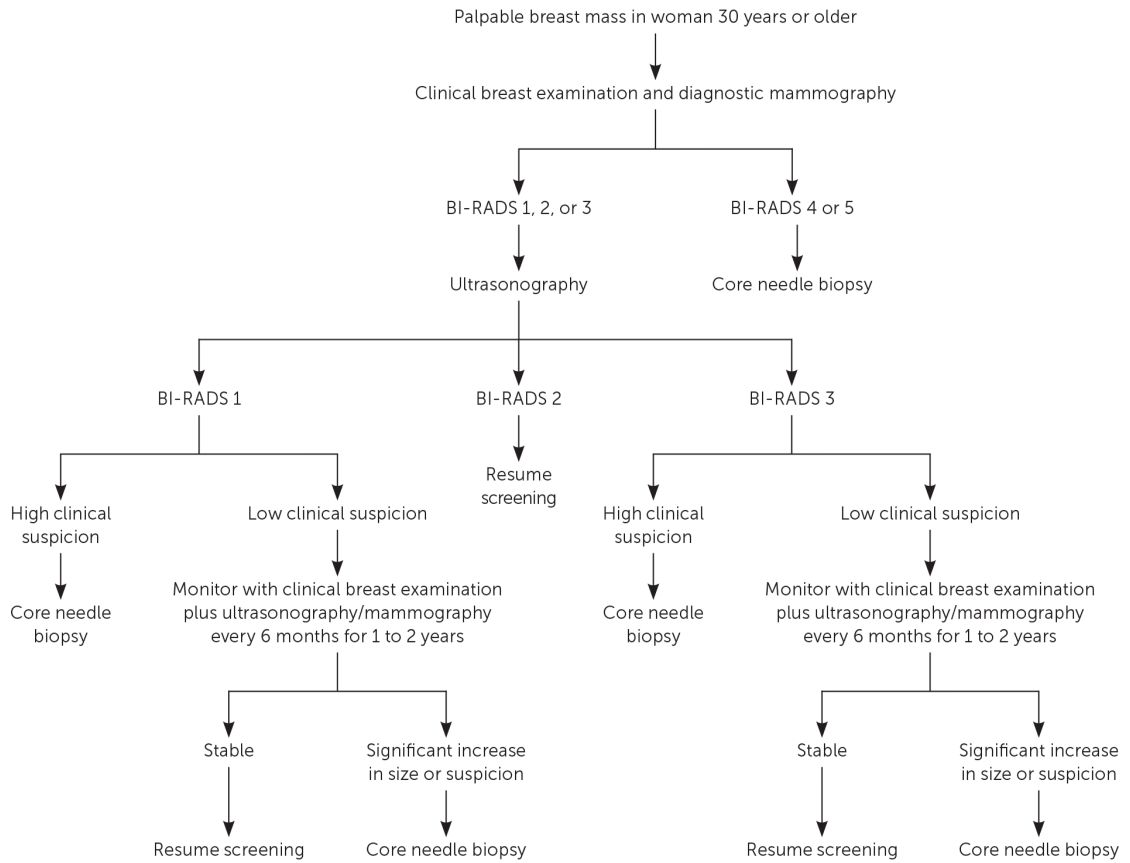 Palpable breast mass in woman 30 years or older
Clinical breast examination and diagnostic mammography
BI-RADS 1, 2, or 3
BI-RADS 4 or 5
Ultrasonography
Core needle biopsy
BI-RADS 1
BI-RADS 2
BI-RADS 3
Resume
screening
High clinical
suspicion
Low clinical suspicion
High clinical
suspicion
Low clinical suspicion
Core needle
biopsy
Monitor with clinical breast examination
plus ultrasonography/mammography
every 6 months for 1 to 2 years
Core needle
biopsy
Monitor with clinical breast examination
plus ultrasonography/mammography
every 6 months for 1 to 2 years
Stable
Significant increase
in size or suspicion
Stable
Significant increase
in size or suspicion
Resume screening
Core needle biopsy
Resume screening
Core needle biopsy